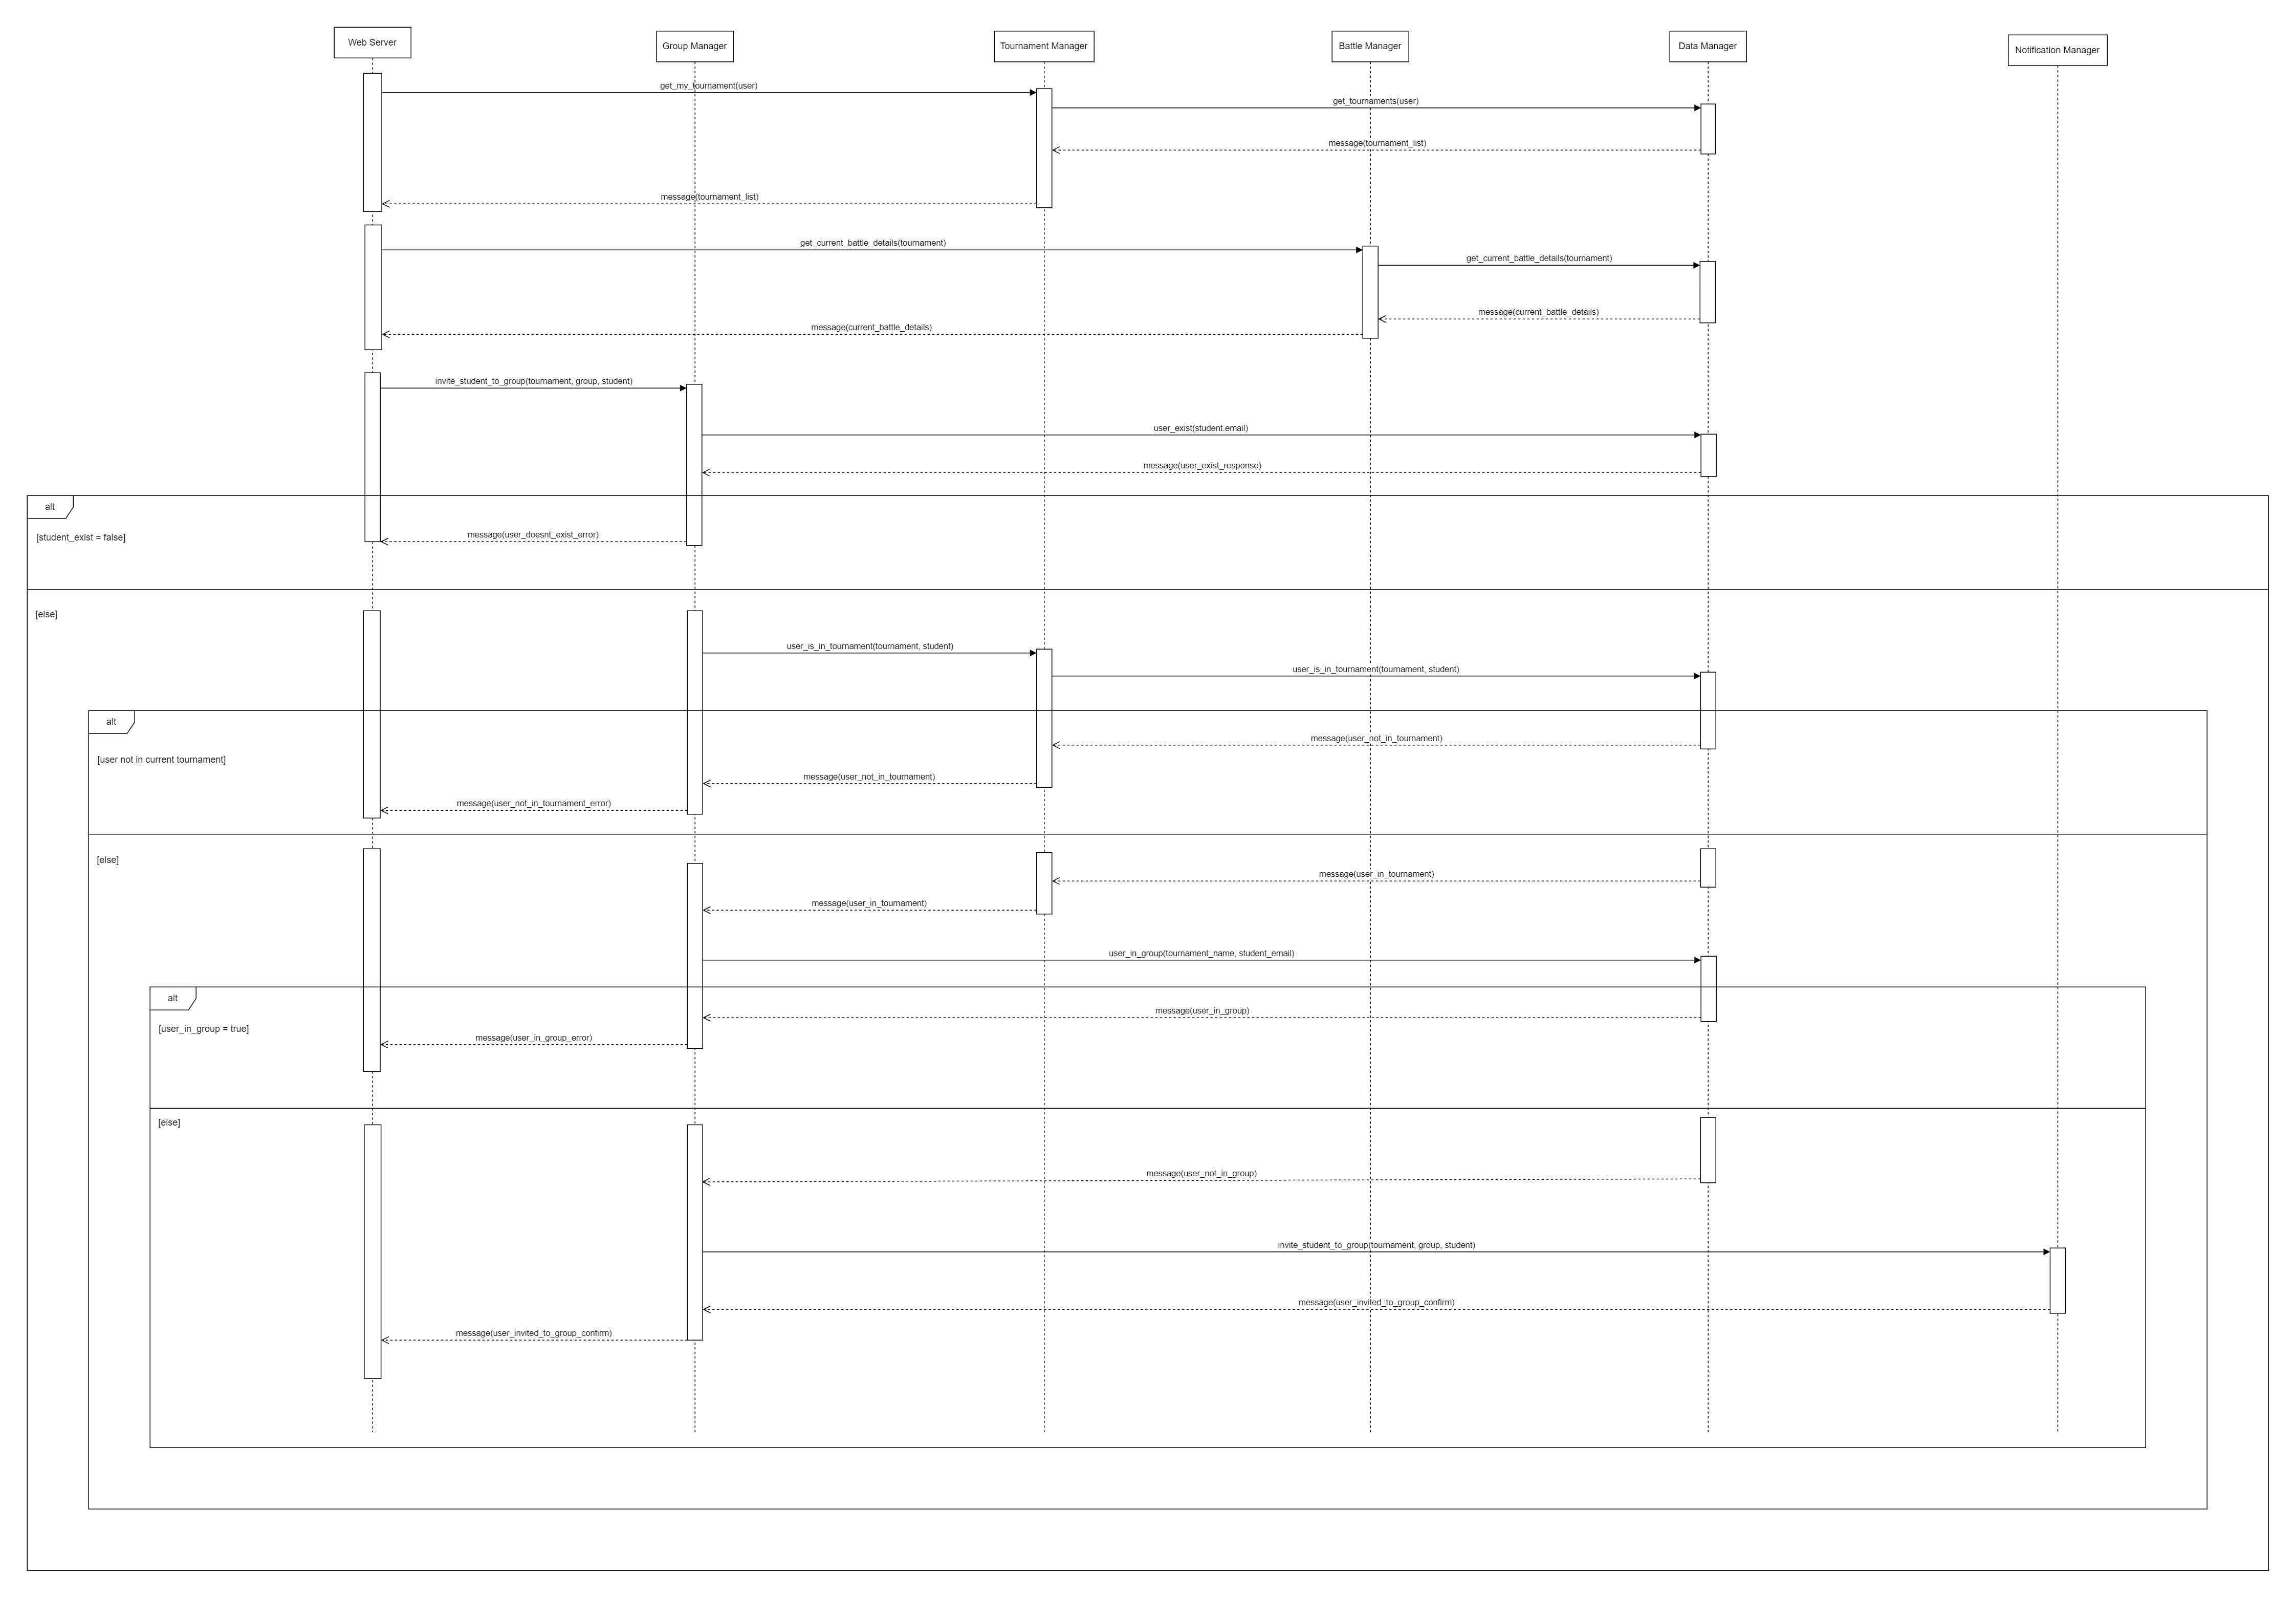 Web Server
Group Manager
Tournament Manager
Battle Manager
Data Manager
Notification Manager
get_my_tournament(user)
get_tournaments(user)
message(tournament_list)
message(tournament_list)
get_current_battle_details(tournament)
get_current_battle_details(tournament)
message(current_battle_details)
message(current_battle_details)
invite_student_to_group(tournament, group, student)
user_exist(student.email)
message(user_exist_response)
alt
[student_exist = false]
message(user_doesnt_exist_error)
[else]
user_is_in_tournament(tournament, student)
user_is_in_tournament(tournament, student)
alt
message(user_not_in_tournament)
[user not in current tournament]
message(user_not_in_tournament)
message(user_not_in_tournament_error)
[else]
message(user_in_tournament)
message(user_in_tournament)
user_in_group(tournament_name, student_email)
alt
message(user_in_group)
[user_in_group = true]
message(user_in_group_error)
[else]
message(user_not_in_group)
invite_student_to_group(tournament, group, student)
message(user_invited_to_group_confirm)
message(user_invited_to_group_confirm)